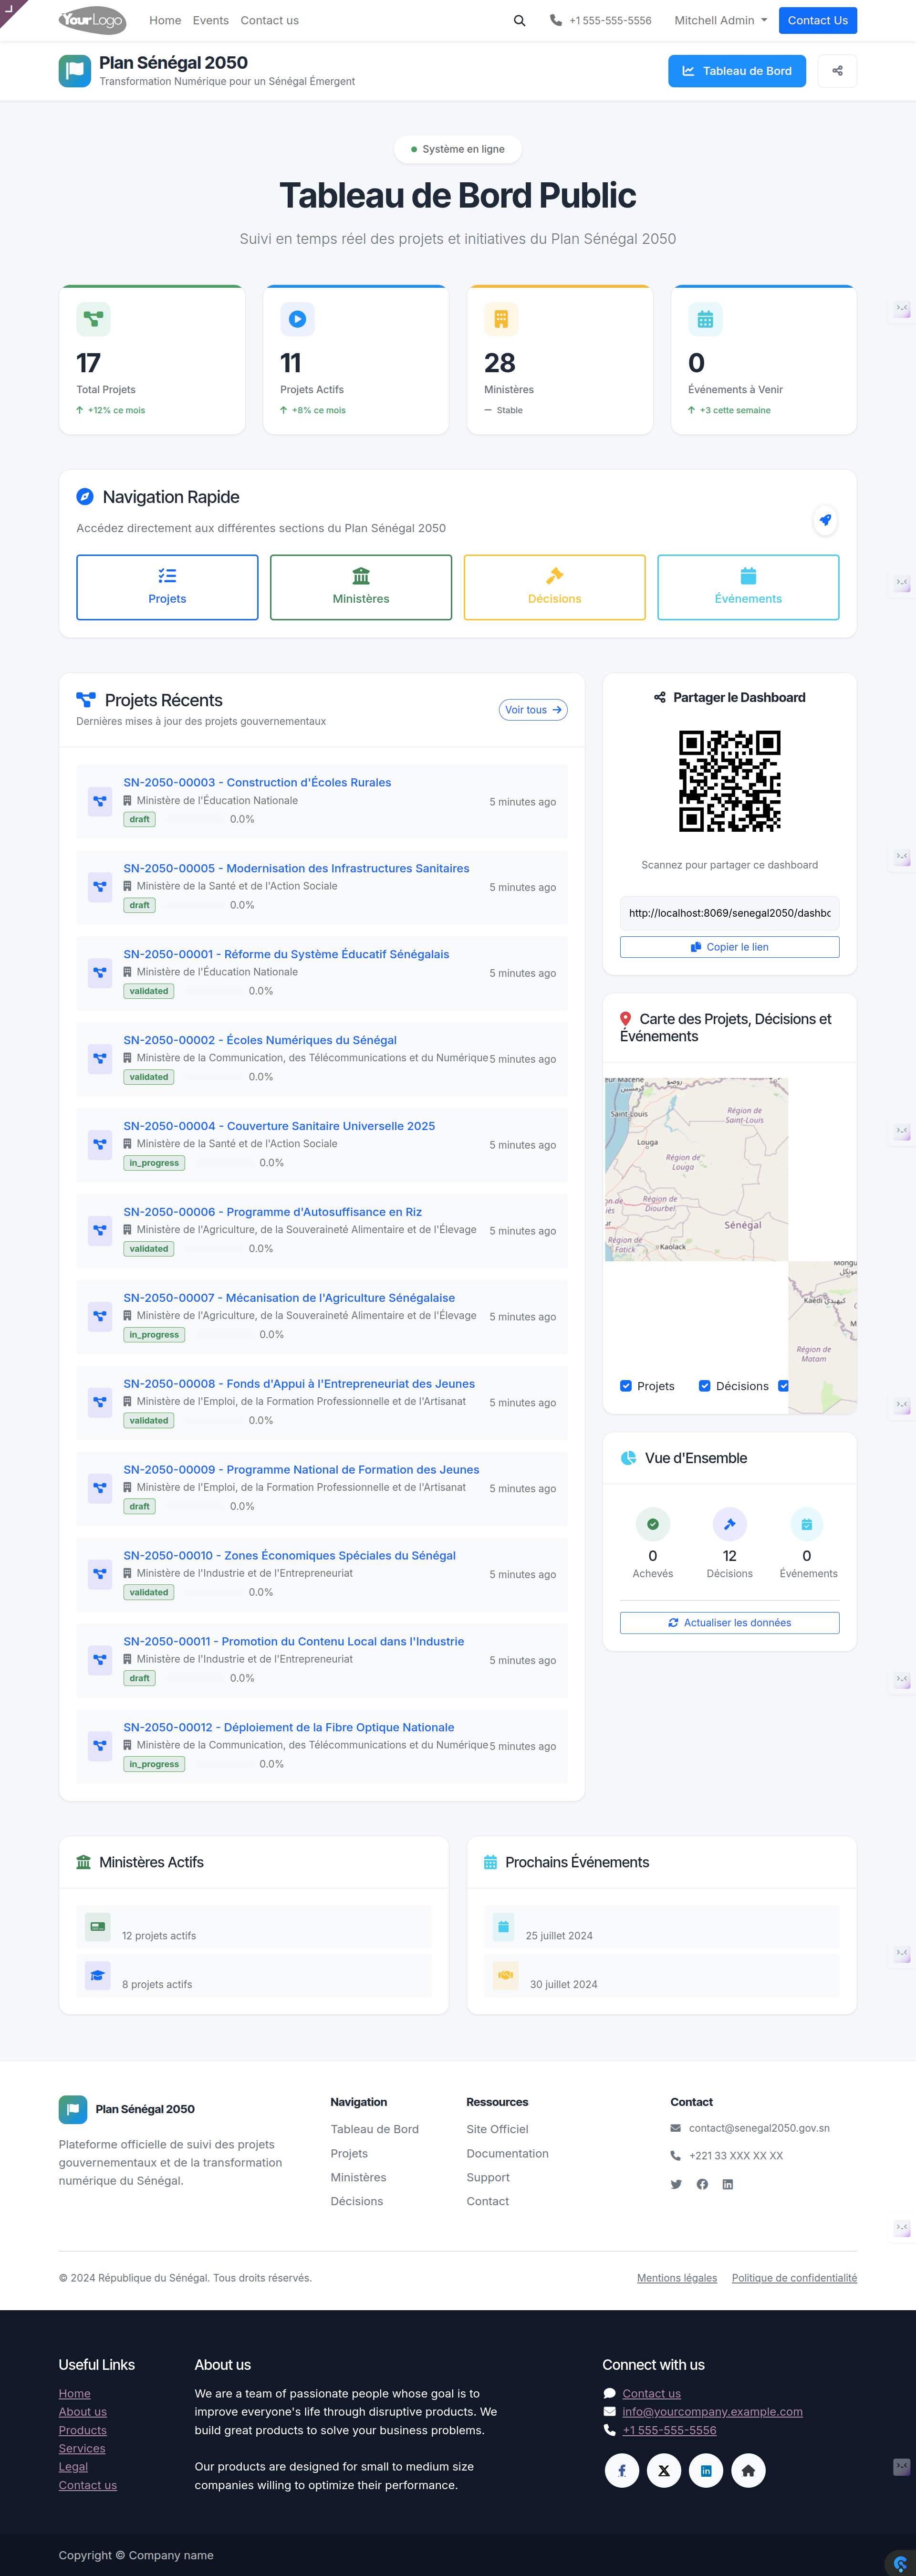 YourLogo
Home
Events
Contact us
+1 555-555-5556
Mitchell Admin
Contact Us
Plan Sénégal 2050
Transformation Numérique pour un Sénégal Émergent
Tableau de Bord
Système en ligne
Tableau de Bord Public
Suivi en temps réel des projets et initiatives du Plan Sénégal 2050
17
Total Projets
+12% ce mois
11
Projets Actifs
+8% ce mois
28
Ministères
Stable
0
Événements à Venir
+3 cette semaine
Navigation Rapide
Accédez directement aux différentes sections du Plan Sénégal 2050
Projets
Ministères
Décisions
Événements
Projets Récents
Dernières mises à jour des projets gouvernementaux
Voir tous
SN-2050-00003 - Construction d'Écoles Rurales
Ministère de l'Éducation Nationale
5 minutes ago
draft
0.0%
SN-2050-00005 - Modernisation des Infrastructures Sanitaires
Ministère de la Santé et de l'Action Sociale
5 minutes ago
draft
0.0%
SN-2050-00001 - Réforme du Système Éducatif Sénégalais
Ministère de l'Éducation Nationale
5 minutes ago
validated
0.0%
SN-2050-00002 - Écoles Numériques du Sénégal
Ministère de la Communication, des Télécommunications et du Numérique
5 minutes ago
validated
0.0%
SN-2050-00004 - Couverture Sanitaire Universelle 2025
Ministère de la Santé et de l'Action Sociale
5 minutes ago
in_progress
0.0%
SN-2050-00006 - Programme d'Autosuffisance en Riz
Ministère de l'Agriculture, de la Souveraineté Alimentaire et de l'Élevage
5 minutes ago
validated
0.0%
SN-2050-00007 - Mécanisation de l'Agriculture Sénégalaise
Ministère de l'Agriculture, de la Souveraineté Alimentaire et de l'Élevage
5 minutes ago
in_progress
0.0%
SN-2050-00008 - Fonds d'Appui à l'Entrepreneuriat des Jeunes
Ministère de l'Emploi, de la Formation Professionnelle et de l'Artisanat
5 minutes ago
validated
0.0%
SN-2050-00009 - Programme National de Formation des Jeunes
Ministère de l'Emploi, de la Formation Professionnelle et de l'Artisanat
5 minutes ago
draft
0.0%
SN-2050-00010 - Zones Économiques Spéciales du Sénégal
Ministère de l'Industrie et de l'Entrepreneuriat
5 minutes ago
validated
0.0%
SN-2050-00011 - Promotion du Contenu Local dans l'Industrie
Ministère de l'Industrie et de l'Entrepreneuriat
5 minutes ago
draft
0.0%
SN-2050-00012 - Déploiement de la Fibre Optique Nationale
Ministère de la Communication, des Télécommunications et du Numérique
5 minutes ago
in_progress
0.0%
Partager le Dashboard
Scannez pour partager ce dashboard
http://localhost:8069/senegal2050/dashbo
Copier le lien
Carte des Projets, Décisions et
Événements
Saint-Louis
Région de
Saint-Louis
Louga
Région de
Louga
Région de
Diourbel
Sénégal
Région de
Fatick
Kaolack
Kaédi كيهيدي
Région de
Matam
Projets
Décisions
Vue d'Ensemble
0
Achevés
12
Décisions
0
Événements
Actualiser les données
Ministères Actifs
12 projets actifs
8 projets actifs
Prochains Événements
25 juillet 2024
30 juillet 2024
Plan Sénégal 2050
Plateforme officielle de suivi des projets
gouvernementaux et de la transformation
numérique du Sénégal.
Navigation
Tableau de Bord
Projets
Ministères
Décisions
Ressources
Site Officiel
Documentation
Support
Contact
Contact
contact@senegal2050.gov.sn
+221 33 XXX XX XX
© 2024 République du Sénégal. Tous droits réservés.
Mentions légales
Politique de confidentialité
Useful Links
Home
About us
Products
Services
Legal
Contact us
About us
We are a team of passionate people whose goal is to
improve everyone's life through disruptive products. We
build great products to solve your business problems.
Our products are designed for small to medium size
companies willing to optimize their performance.
Connect with us
Contact us
info@yourcompany.example.com
+1 555-555-5556
Copyright © Company name